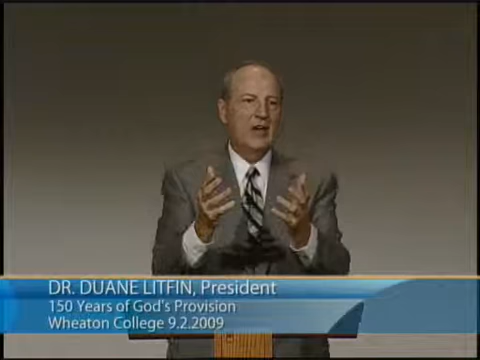 DR. DUANE LITFIN, President
150 Years of God's Provision
Wheaton College 9.2.2009